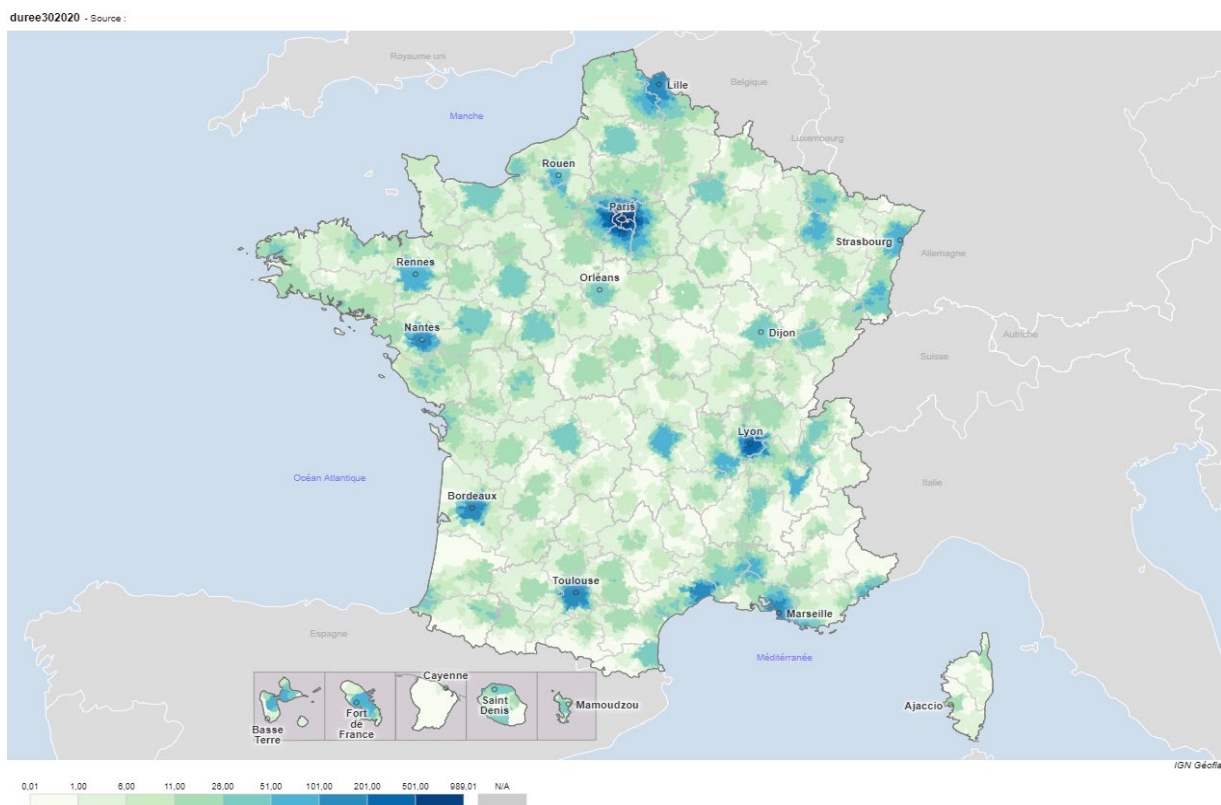 duree302020 - Source :
Royaume uni
Belgique
Lille
Manche
Luxembourg
Rouen
Paris
Strasbourg
Allemagne
Rennes
Orléans
Nantes
Dijon
Autriche
Suisse
Lyon
Océan Atlantique
Italie
Bordeaux
Toulouse
Marseille
Espagne
Méditérranée
Cayenne
Saint
Denis
Mamoudzou
Ajaccio
Fort
de
France
Basse
Terre
IGN Géofla
0,01 1,00 6,00 11,00 26,00 51,00 101,00 201,00 501,00 989,01 N/A